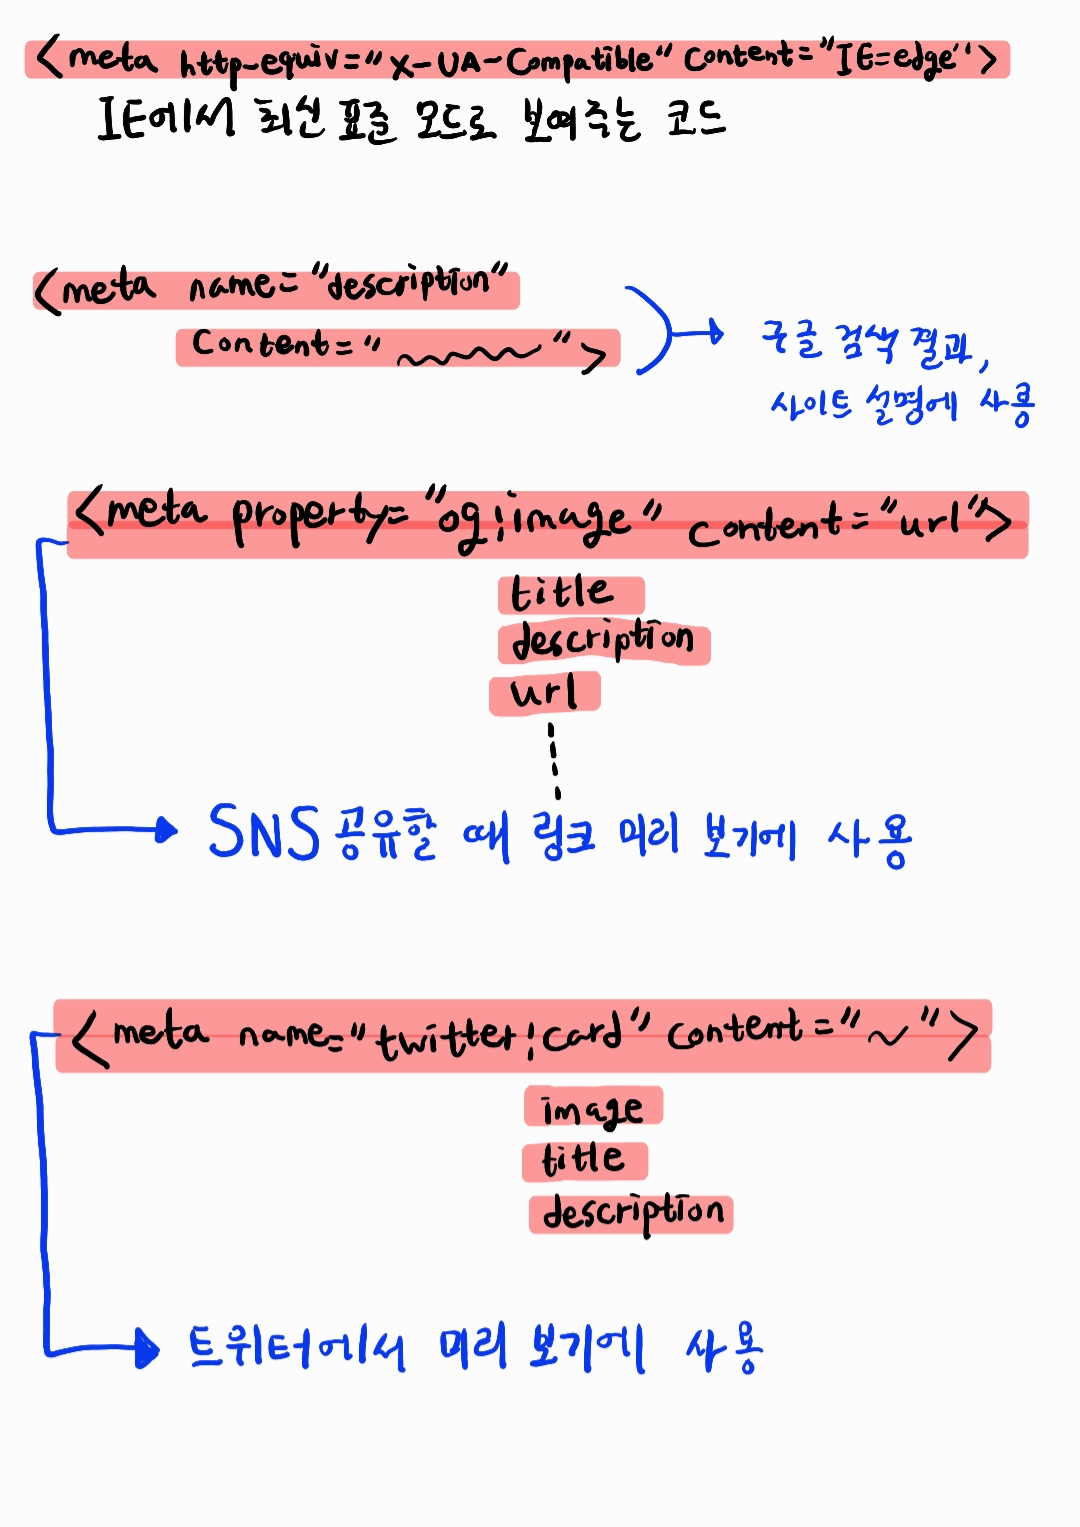 <meta http-equiv="X-UA-Compatible" Content="IE=edge">
IE에서 최신 표준 모드로 보여주는 코드
<meta name="description"
Content="~~~~~~">
구글 검색 결과,
사이트 설명에 사용
<meta property="og:image" content="url">
title
description
url
SNS 공유할 때 링크 미리 보기에 사용
<meta name="twitter:card" content="~">
image
title
description
트위터에서 미리 보기에 사용